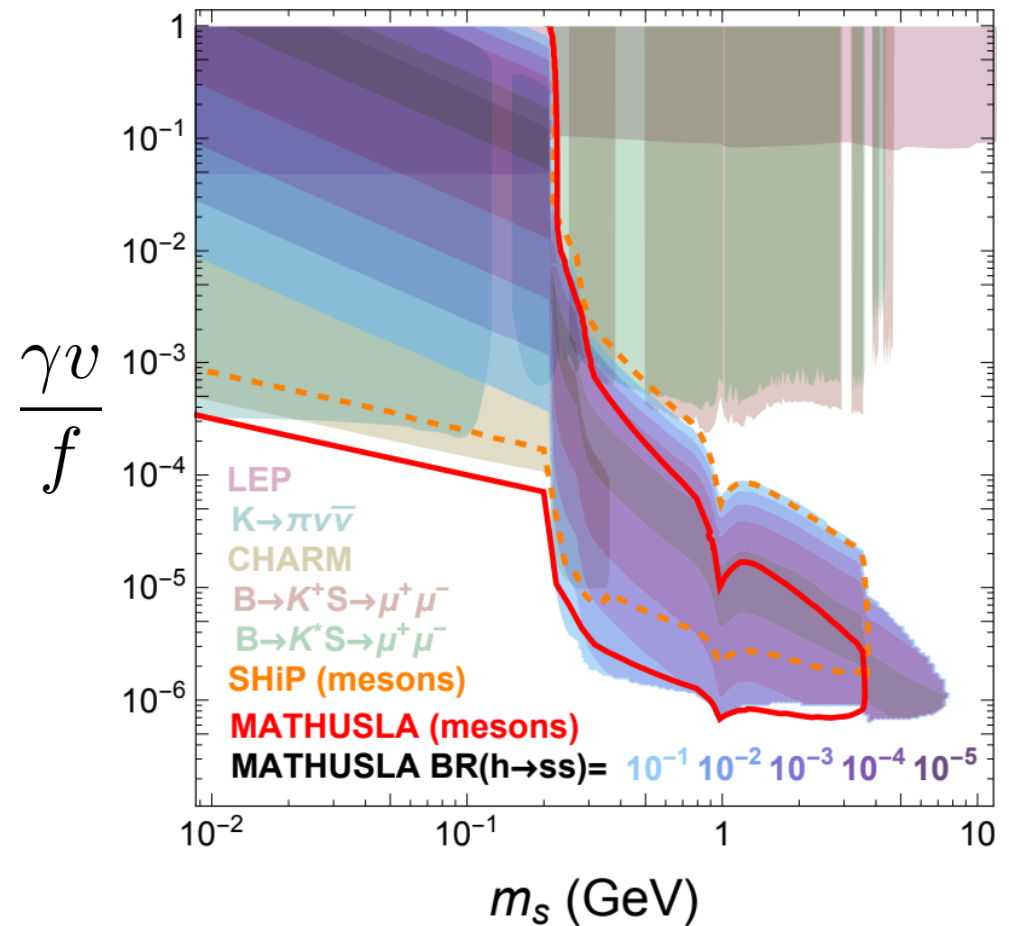 1
10⁻¹
10⁻²
10⁻³
10⁻⁴
10⁻⁵
10⁻⁶
γv
f
LEP
K→πvv̅
CHARM
B→K⁺S→μ⁺μ⁻
B→K*S→μ⁺μ⁻
SHiP (mesons)
MATHUSLA (mesons)
MATHUSLA BR(h→ss)= 10⁻¹ 10⁻² 10⁻³ 10⁻⁴ 10⁻⁵
10⁻² 10⁻¹ 1 10
mₛ (GeV)